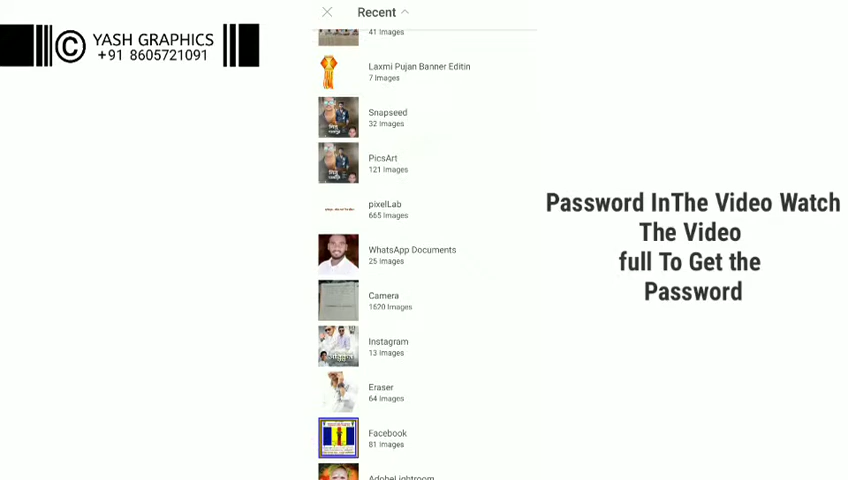 © YASH GRAPHICS
+91 8605721091
Recent
41 Images
Laxmi Pujan Banner Editin
7 Images
Snapseed
32 Images
PicsArt
121 Images
pixelLab
665 Images
WhatsApp Documents
25 Images
Camera
1620 Images
Instagram
13 Images
Eraser
64 Images
Facebook
81 Images
AdobeLightroom
Password InThe Video Watch
The Video
full To Get the
Password